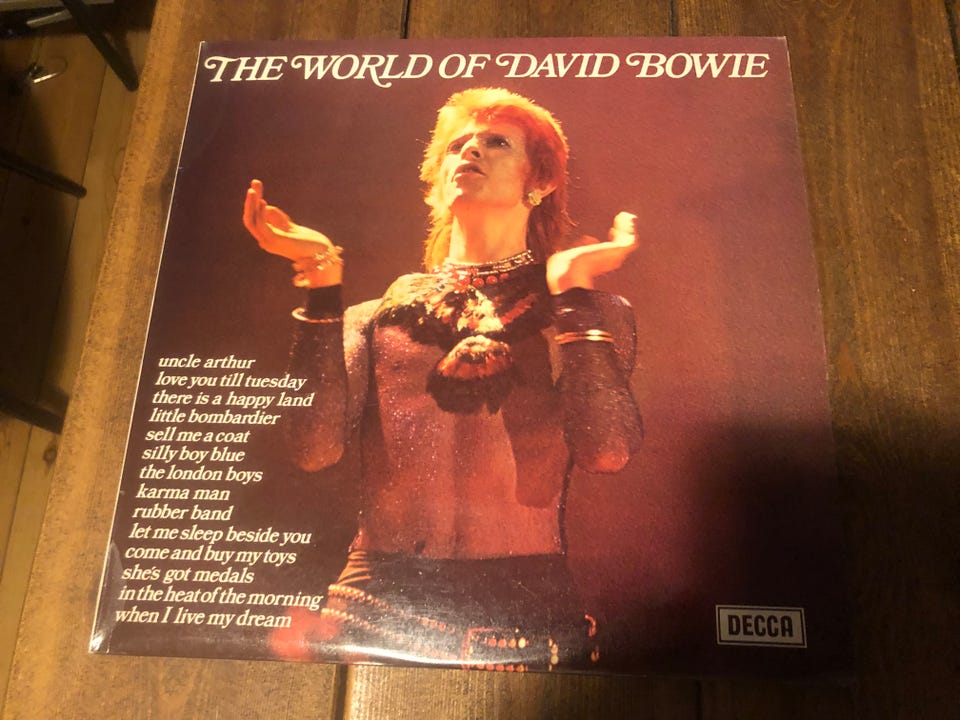 THE WORLD OF DAVID BOWIE
uncle arthur
love you till tuesday
there is a happy land
little bombardier
sell me a coat
silly boy blue
the london boys
karma man
rubber band
let me sleep beside you
come and buy my toys
she's got medals
in the heat of the morning
when I live my dream
DECCA